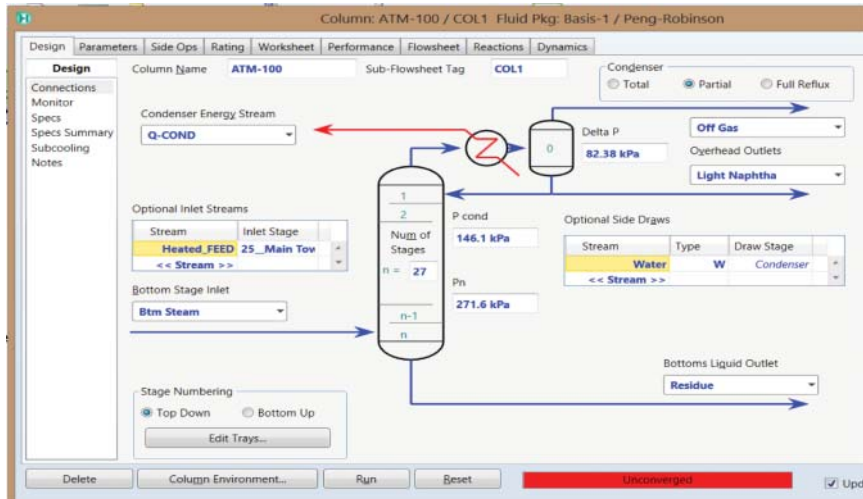 Column: ATM-100 / COL1 Fluid Pkg: Basis-1 / Peng-Robinson
Design Parameters Side Ops Rating Worksheet Performance Flowsheet Reactions Dynamics
Design
Connections
Monitor
Specs
Specs Summary
Subcooling
Notes
Column Name ATM-100 Sub-Flowsheet Tag COL1
Condenser
Total Partial Full Reflux
Condenser Energy Stream
Q-COND
0
Delta P
82.38 kPa
Off Gas
Overhead Outlets
Light Naphtha
Optional Inlet Streams
Stream Inlet Stage
Heated_FEED 25__Main Tow
<< Stream >>
Bottom Stage Inlet
Btm Steam
1
2
Num of
Stages
n = 27
n-1
n
P cond
146.1 kPa
Pn
271.6 kPa
Optional Side Draws
Stream Type Draw Stage
Water W Condenser
<< Stream >>
Bottoms Liquid Outlet
Residue
Stage Numbering
Top Down Bottom Up
Edit Trays...
Delete Column Environment... Run Reset Unconverged Upd